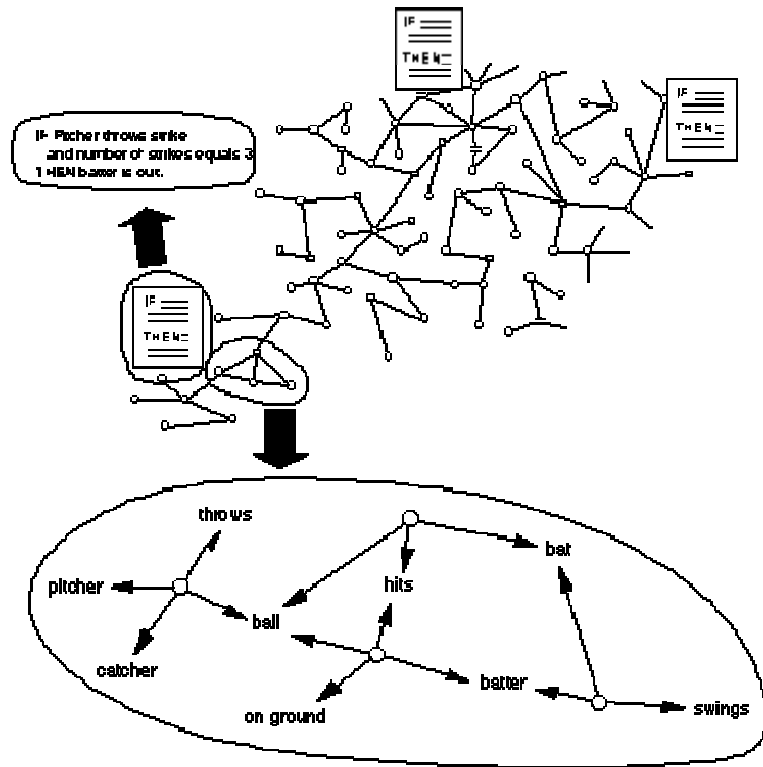 IF
THEN
IF
THEN
IF Pitcher throws strike
and number of strikes equals 3
THEN batter is out.
IF
THEN
throws
bat
pitcher
hits
ball
catcher
batter
on ground
swings